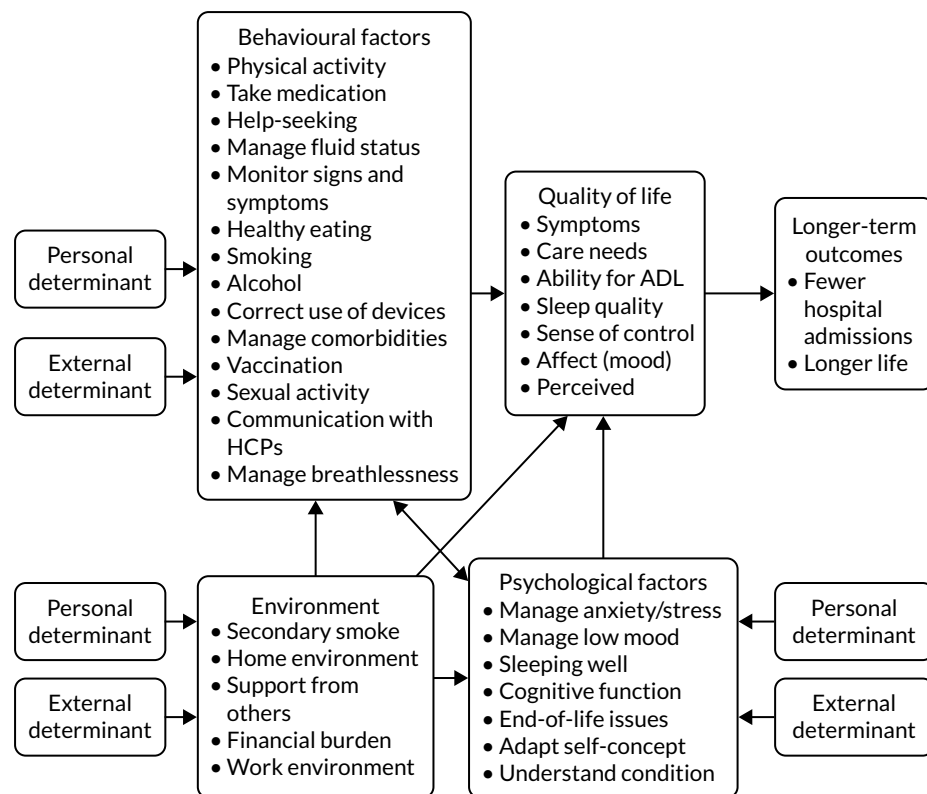 Behavioural factors
• Physical activity
• Take medication
• Help-seeking
• Manage fluid status
• Monitor signs and
symptoms
• Healthy eating
• Smoking
• Alcohol
• Correct use of devices
• Manage comorbidities
• Vaccination
• Sexual activity
• Communication with
HCPs
• Manage breathlessness
Personal
determinant
External
determinant
Quality of life
• Symptoms
• Care needs
• Ability for ADL
• Sleep quality
• Sense of control
• Affect (mood)
• Perceived
Longer-term
outcomes
• Fewer
hospital
admissions
• Longer life
Personal
determinant
External
determinant
Environment
• Secondary smoke
• Home environment
• Support from
others
• Financial burden
• Work environment
Psychological factors
• Manage anxiety/stress
• Manage low mood
• Sleeping well
• Cognitive function
• End-of-life issues
• Adapt self-concept
• Understand condition
Personal
determinant
External
determinant